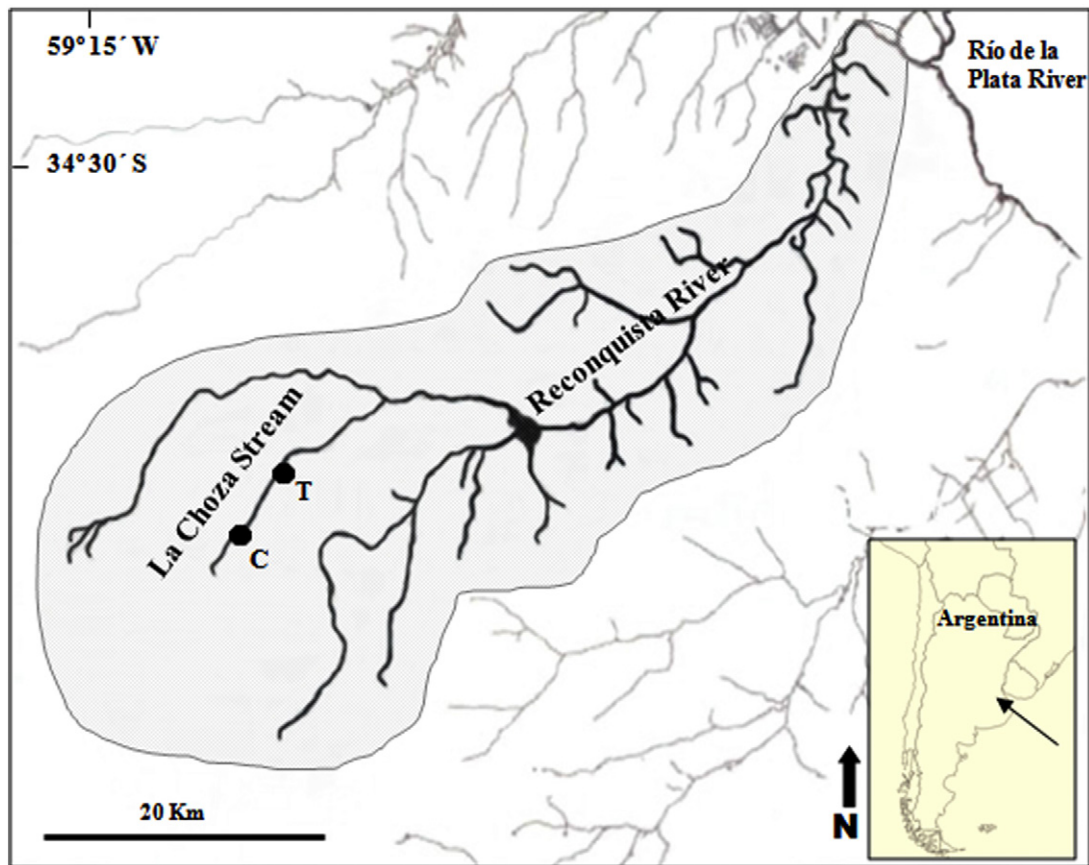 59°15´ W
34°30´ S
Río de la
Plata River
Reconquista River
La Choza Stream
T
C
Argentina
20 Km
N